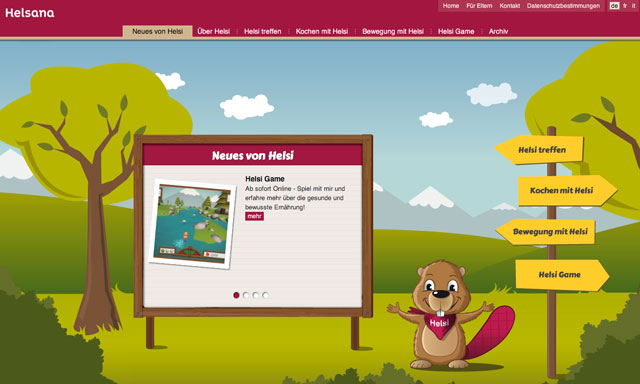 Helsana
Home Für Eltern Kontakt Datenschutzbestimmungen de fr it
Neues von Helsi Über Helsi Helsi treffen Kochen mit Helsi Bewegung mit Helsi Helsi Game Archiv
Neues von Helsi
Helsi Game
Ab sofort Online - Spiel mit mir und
erfahre mehr über die gesunde und
bewusste Ernährung!
mehr
Helsi treffen
Kochen mit Helsi
Bewegung mit Helsi
Helsi Game
Helsi